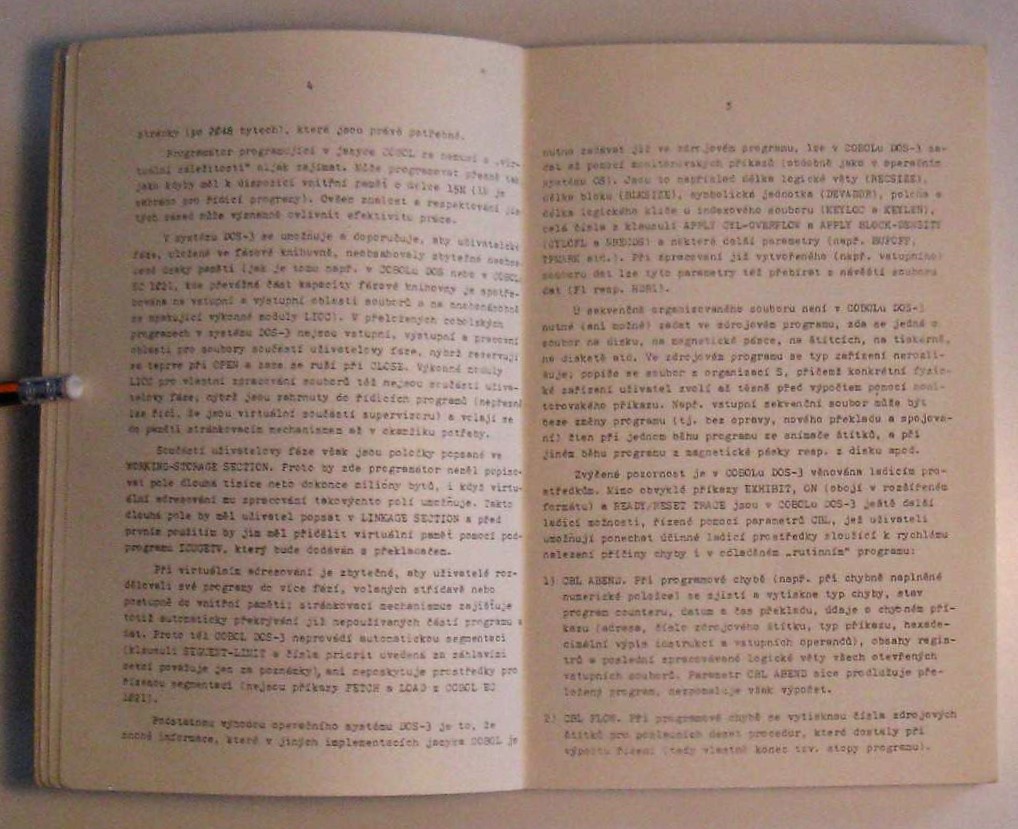 4
stránky (po 2048 bytech), které jsou právě potřebné.
Programátor programující v jazyce COBOL se nemusí o „vir-
tuální záležitosti" nijak zajímat. Může programovat přesně tak,
jako kdyby měl k dispozici vnitřní paměť o délce 15M (1M je
zabráno pro řídicí programy). Ovšem znalost a respektování jis-
tých zásad může významně ovlivnit efektivitu práce.
V systému DOS-3 se umožňuje a doporučuje, aby uživatelské
fáze, uložené ve fázové knihovně, neobsahovaly zbytečně
úseky paměti (jak je tomu např. v COBOLU DOS nebo v COBOL
EC 1021, kde převážná část kapacity fázové knihovny je spotře-
bována na vstupní a výstupní oblasti souborů a na
se opakující výkonné moduly LIOC). V přeložených cobolských
programech v systému DOS-3 nejsou vstupní, výstupní a pracovní
oblasti pro soubory součástí uživatelovy fáze, nýbrž rezervují
se teprve při OPEN a zase se ruší při CLOSE. Výkonné moduly
LIOC pro vlastní zpracování souborů též nejsou součástí uživa-
telovy fáze, nýbrž jsou zahrnuty do řídicích programů (nepřesně
lze říci, že jsou virtuální součástí supervizoru) a volají se
do paměti stránkovacím mechanismem až v okamžiku potřeby.
Součástí uživatelovy fáze však jsou položky popsané ve
WORKING-STORAGE SECTION. Proto by zde programátor neměl popiso-
vat pole dlouhá tisíce nebo dokonce milióny bytů, i když virtu-
ální adresování mu zpracování takovýchto polí umožňuje. Takto
dlouhá pole by měl uživatel popsat v LINKAGE SECTION a před
prvním použitím by jim měl přidělit virtuální paměť pomocí pod-
programu ICUGETV, který bude dodáván s překladačem.
Při virtuálním adresování je zbytečné, aby uživatelé roz-
dělovali své programy do více fází, volaných střídavě nebo
postupně do vnitřní paměti; stránkovací mechanismus zajišťuje
totiž automaticky překrývání již nepoužívaných částí programu a
dat. Proto též COBOL DOS-3 neprovádí automatickou segmentaci
(klauzuli SEGMENT-LIMIT a čísla priorit uvedená za záhlavími
sekcí považuje jen za poznámky), ani neposkytuje prostředky pro
řízenou segmentaci (nejsou příkazy FETCH a LOAD z COBOL EC
1021).
Podstatnou výhodou operačního systému DOS-3 je to, že
mnohé informace, které v jiných implementacích jazyka COBOL je
5
nutno zadávat již ve zdrojovém programu, lze v COBOLu DOS-3 za-
dat až pomocí monitorovských příkazů (obdobně jako v operačním
systému OS). Jsou to například délka logické věty (RECSIZE),
délka bloku (BLKSIZE), symbolická jednotka (DEVADDR), poloha a
délka logického klíče u indexového souboru (KEYLOC a KEYLEN),
celá čísla z klauzulí APPLY CYL-OVERFLOW a APPLY BLOCK-DENSITY
(CYLOFL a NRECDS) a některé další parametry (např. BUFOFF,
TPMARK atd.). Při zpracování již vytvořeného (např. vstupního)
souboru dat lze tyto parametry též přebírat z návěští souboru
dat (F1 resp. HDR1).
U sekvenčně organizovaného souboru není v COBOLu DOS-3
nutné (ani možné) zadat ve zdrojovém programu, zda se jedná o
soubor na disku, na magnetické pásce, na štítcích, na tiskárně,
na disketě atd. Ve zdrojovém programu se typ zařízení nerozli-
šuje, popíše se soubor s organizací S, přičemž konkrétní fyzic-
ké zařízení uživatel zvolí až těsně před výpočtem pomocí moni-
torovského příkazu. Např. vstupní sekvenční soubor může být
beze změny programu (tj. bez opravy, nového překladu a spojová-
ní) čten při jednom běhu programu ze snímače štítků, a při
jiném běhu programu z magnetické pásky resp. z disku apod.
Zvýšená pozornost je v COBOLu DOS-3 věnována ladicím pro-
středkům. Mimo obvyklé příkazy EXHIBIT, ON (obojí v rozšířeném
formátu) a READY/RESET TRACE jsou v COBOLu DOS-3 ještě další
ladicí možnosti, řízené pomocí parametrů CBL, jež uživateli
umožňují ponechat účinné ladicí prostředky sloužící k rychlému
nalezení příčiny chyby i v odladěném „rutinním" programu:
1) CBL ABEND. Při programové chybě (např. při chybně naplněné
numerické položce) se zjistí a vytiskne typ chyby, stav
program counteru, datum a čas překladu, údaje o chybném pří-
kazu (adresa, číslo zdrojového štítku, typ příkazu, hexade-
cimální výpis instrukcí a vstupních operandů), obsahy regis-
trů a poslední zpracovávané logické věty všech otevřených
vstupních souborů. Parametr CBL ABEND sice prodlužuje pře-
ložený program, nezpomaluje však výpočet.
2) CBL FLOW. Při programové chybě se vytisknou čísla zdrojových
štítků pro posledních deset procedur, které dostaly při
výpočtu řízení (tedy vlastně konec tzv. stopy programu).